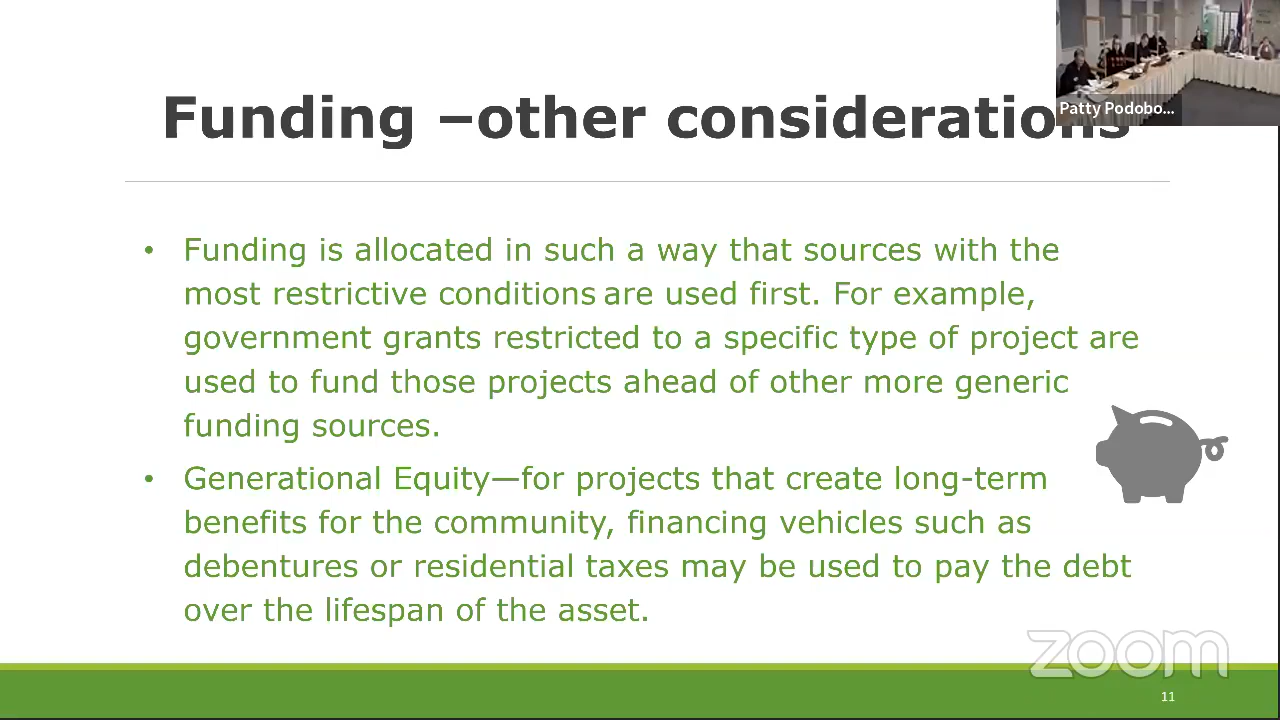 Funding –other considerations
Patty Podobo...
• Funding is allocated in such a way that sources with the
most restrictive conditions are used first. For example,
government grants restricted to a specific type of project are
used to fund those projects ahead of other more generic
funding sources.
• Generational Equity—for projects that create long-term
benefits for the community, financing vehicles such as
debentures or residential taxes may be used to pay the debt
over the lifespan of the asset.
zoom
11